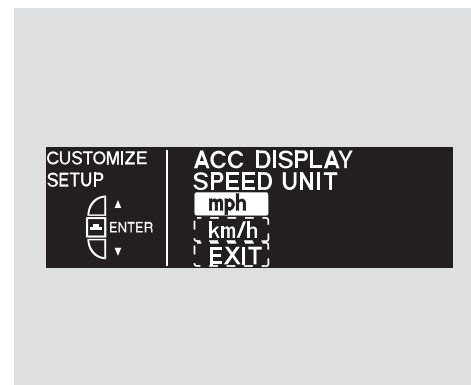 CUSTOMIZE
SETUP
▲
ENTER
▼
ACC DISPLAY
SPEED UNIT
mph
km/h
EXIT